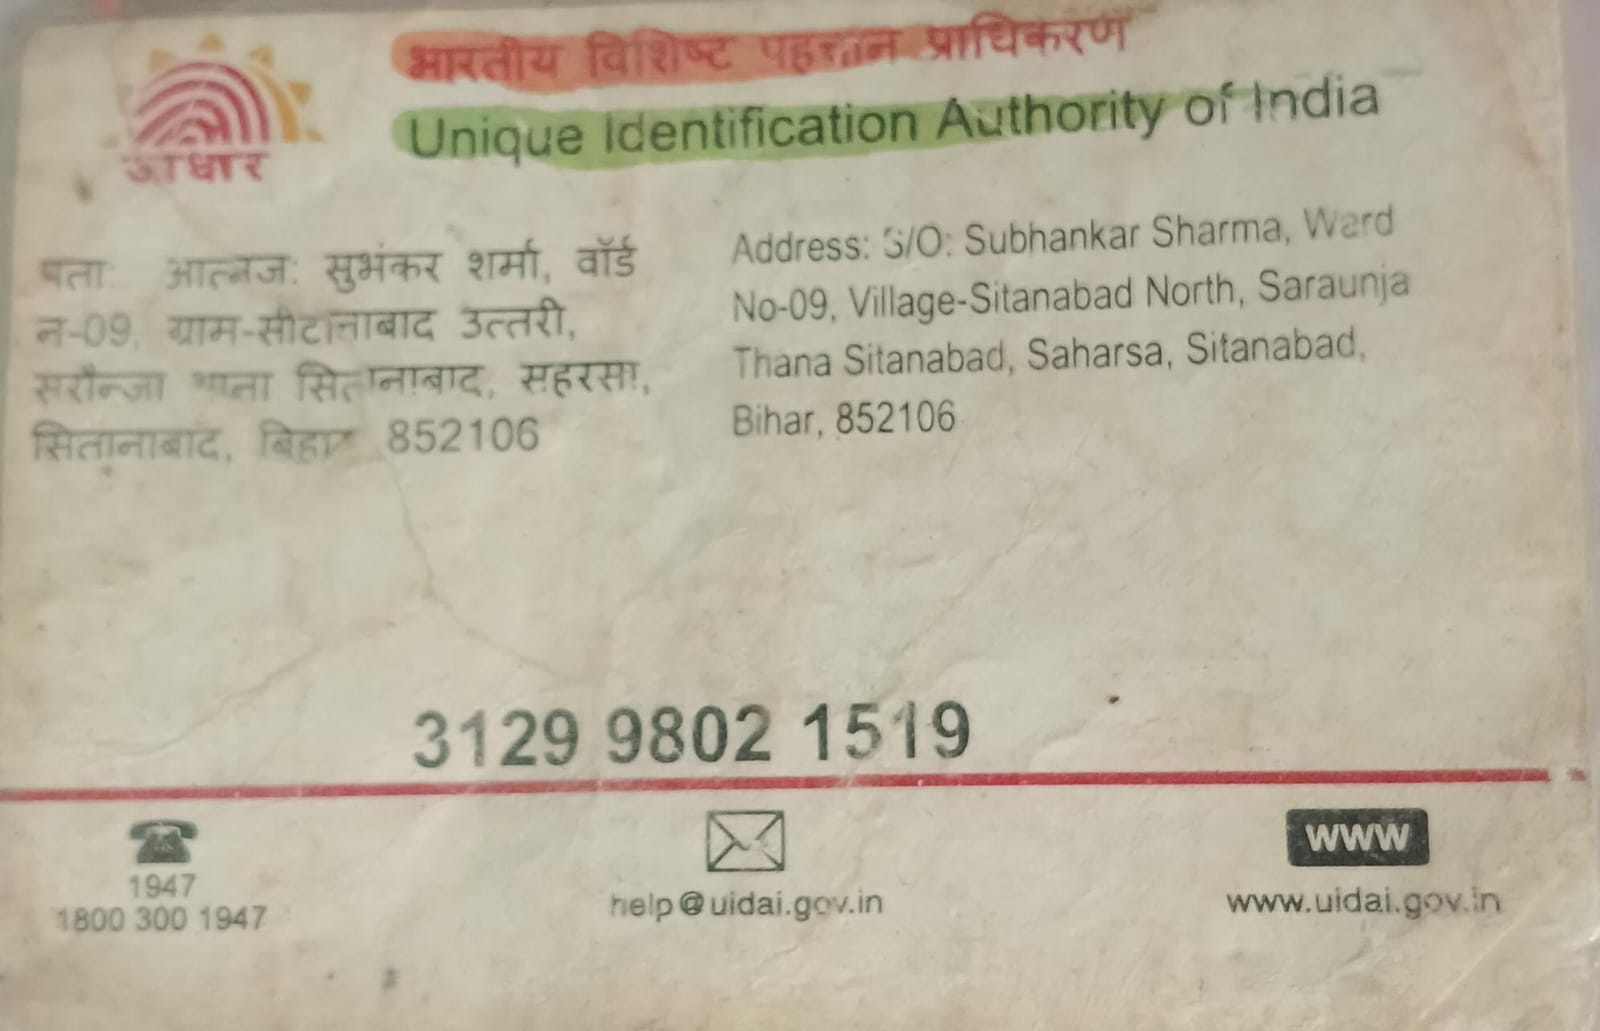 भारतीय विशिष्ट पहचान प्राधिकरण
Unique Identification Authority of India
आधार
पता: आत्मज: सुभंकर शर्मा, वॉर्ड
न-09, ग्राम-सीटानाबाद उत्तरी,
सरौन्जा थाना सितानाबाद, सहरसा,
सितानाबाद, बिहार 852106
Address: S/O: Subhankar Sharma, Ward
No-09, Village-Sitanabad North, Saraunja
Thana Sitanabad, Saharsa, Sitanabad,
Bihar, 852106
3129 9802 1519
1947
1800 300 1947
help@uidai.gov.in
www
www.uidai.gov.in